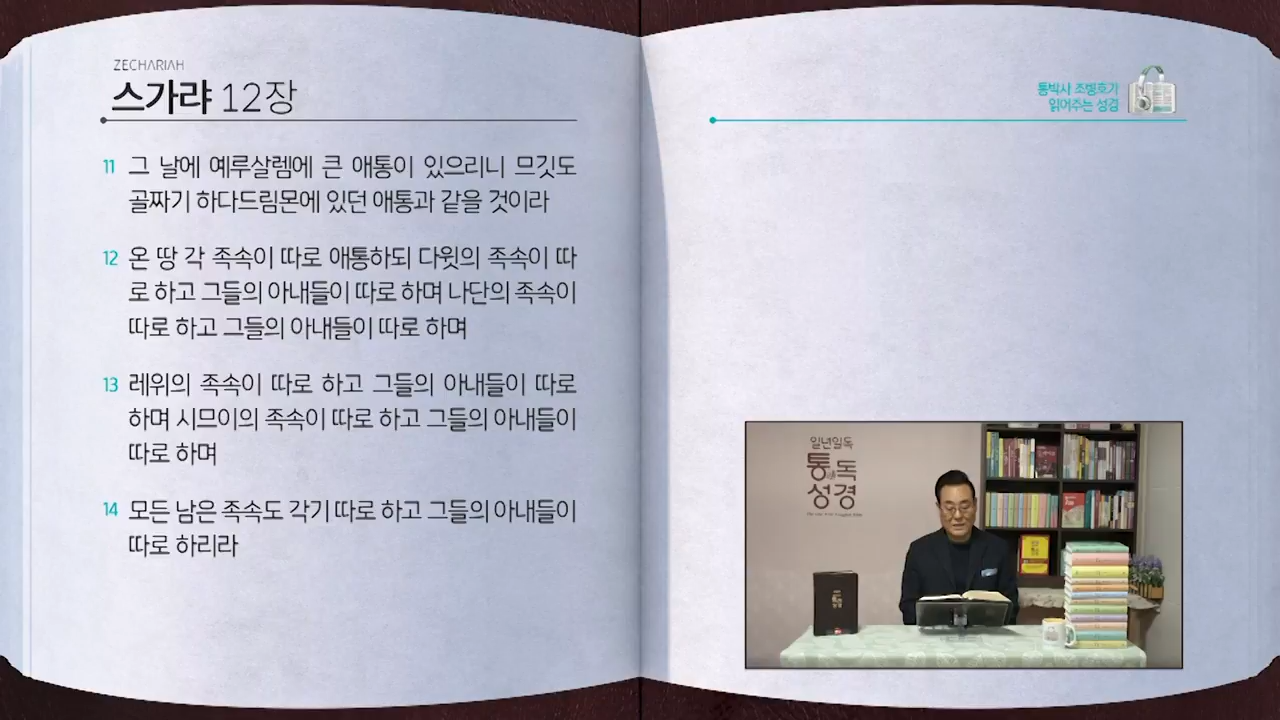 ZECHARIAH
스가랴 12장
11 그 날에 예루살렘에 큰 애통이 있으리니 므깃도
골짜기 하다드림몬에 있던 애통과 같을 것이라
12 온 땅 각 족속이 따로 애통하되 다윗의 족속이 따
로 하고 그들의 아내들이 따로 하며 나단의 족속이
따로 하고 그들의 아내들이 따로 하며
13 레위의 족속이 따로 하고 그들의 아내들이 따로
하며 시므이의 족속이 따로 하고 그들의 아내들이
따로 하며
14 모든 남은 족속도 각기 따로 하고 그들의 아내들이
따로 하리라
통박사 조병호가
읽어주는 성경
일년일독
통독
성경